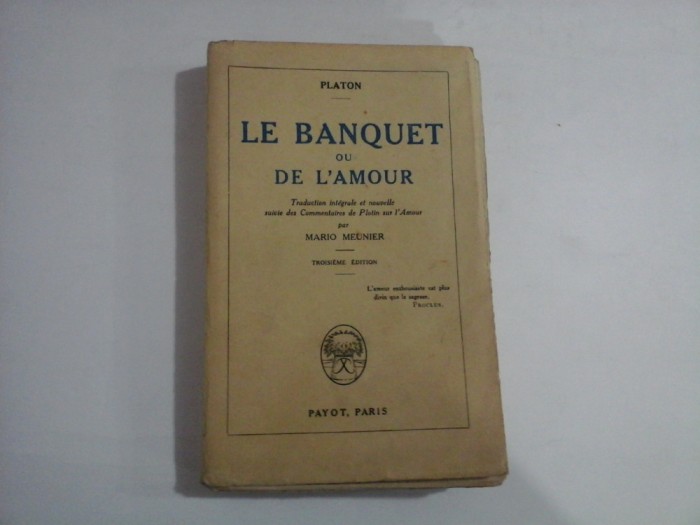 PLATON
LE BANQUET
OU
DE L'AMOUR
Traduction intégrale et nouvelle
suivie des Commentaires de Plotin sur l'Amour
par
MARIO MEUNIER
TROISIÈME ÉDITION
L'amour enthousiaste est plus
divin que la sagesse.
PROCLUS.
PAYOT, PARIS